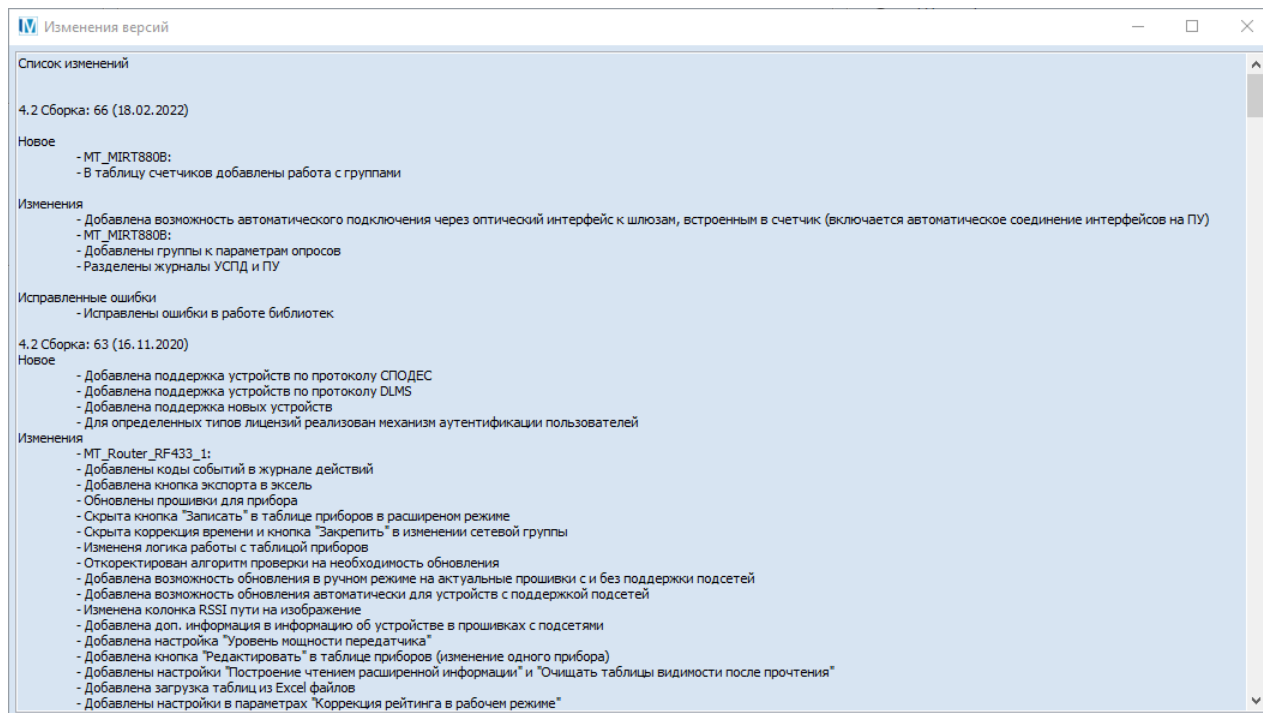 Изменения версий
Список изменений
4.2 Сборка: 66 (18.02.2022)
Новое
- MT_MIRT880B:
- В таблицу счетчиков добавлены работа с группами
Изменения
- Добавлена возможность автоматического подключения через оптический интерфейс к шлюзам, встроенным в счетчик (включается автоматическое соединение интерфейсов на ПУ)
- MT_MIRT880B:
- Добавлены группы к параметрам опросов
- Разделены журналы УСПД и ПУ
Исправленные ошибки
- Исправлены ошибки в работе библиотек
4.2 Сборка: 63 (16.11.2020)
Новое
- Добавлена поддержка устройств по протоколу СПОДЕС
- Добавлена поддержка устройств по протоколу DLMS
- Добавлена поддержка новых устройств
- Для определенных типов лицензий реализован механизм аутентификации пользователей
Изменения
- MT_Router_RF433_1:
- Добавлены коды событий в журнале действий
- Добавлена кнопка экспорта в эксель
- Обновлены прошивки для прибора
- Скрыта кнопка "Записать" в таблице приборов в расширеном режиме
- Скрыта коррекция времени и кнопка "Закрепить" в изменении сетевой группы
- Измененя логика работы с таблицой приборов
- Откоректирован алгоритм проверки на необходимость обновления
- Добавлена возможность обновления в ручном режиме на актуальные прошивки с и без поддержки подсетей
- Добавлена возможность обновления автоматически для устройств с поддержкой подсетей
- Изменена колонка RSSI пути на изображение
- Добавлена доп. информация в информацию об устройстве в прошивках с подсетями
- Добавлена настройка "Уровень мощности передатчика"
- Добавлена кнопка "Редактировать" в таблице приборов (изменение одного прибора)
- Добавлены настройки "Построение чтением расширенной информации" и "Очищать таблицы видимости после прочтения"
- Добавлена загрузка таблиц из Excel файлов
- Добавлены настройки в параметрах "Коррекция рейтинга в рабочем режиме"